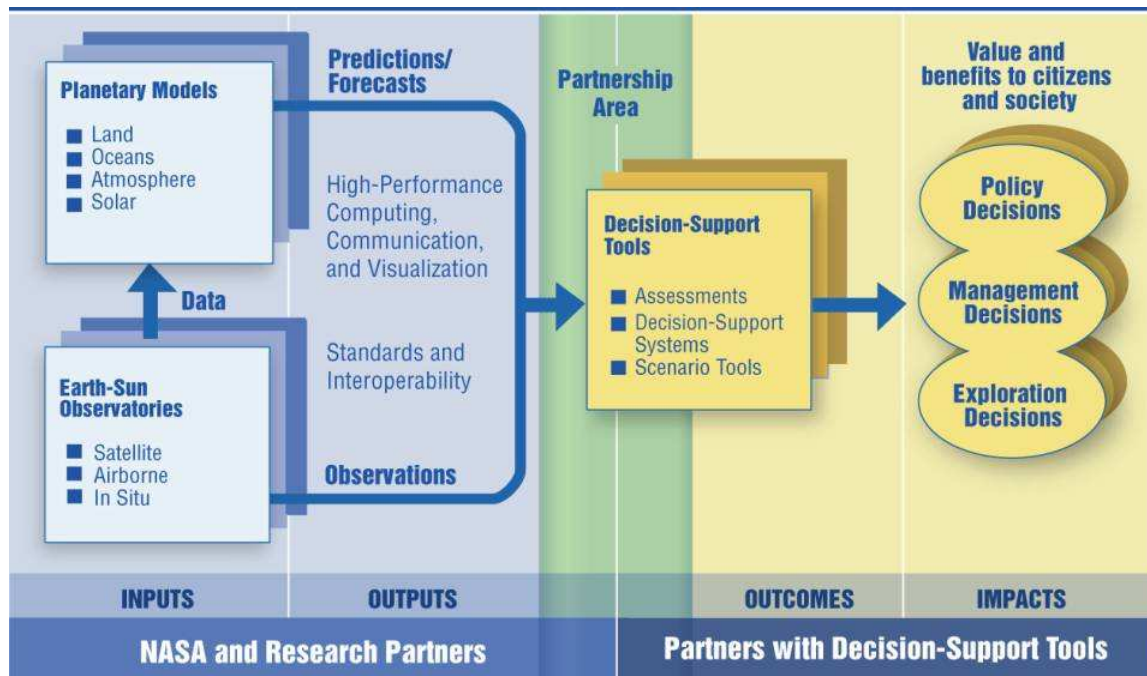 Planetary Models
Land
Oceans
Atmosphere
Solar
Data
Earth-Sun
Observatories
Satellite
Airborne
In Situ
Predictions/
Forecasts
High-Performance
Computing,
Communication,
and Visualization
Standards and
Interoperability
Observations
Partnership
Area
Decision-Support
Tools
Assessments
Decision-Support
Systems
Scenario Tools
Value and
benefits to citizens
and society
Policy
Decisions
Management
Decisions
Exploration
Decisions
INPUTS
OUTPUTS
OUTCOMES
IMPACTS
NASA and Research Partners
Partners with Decision-Support Tools